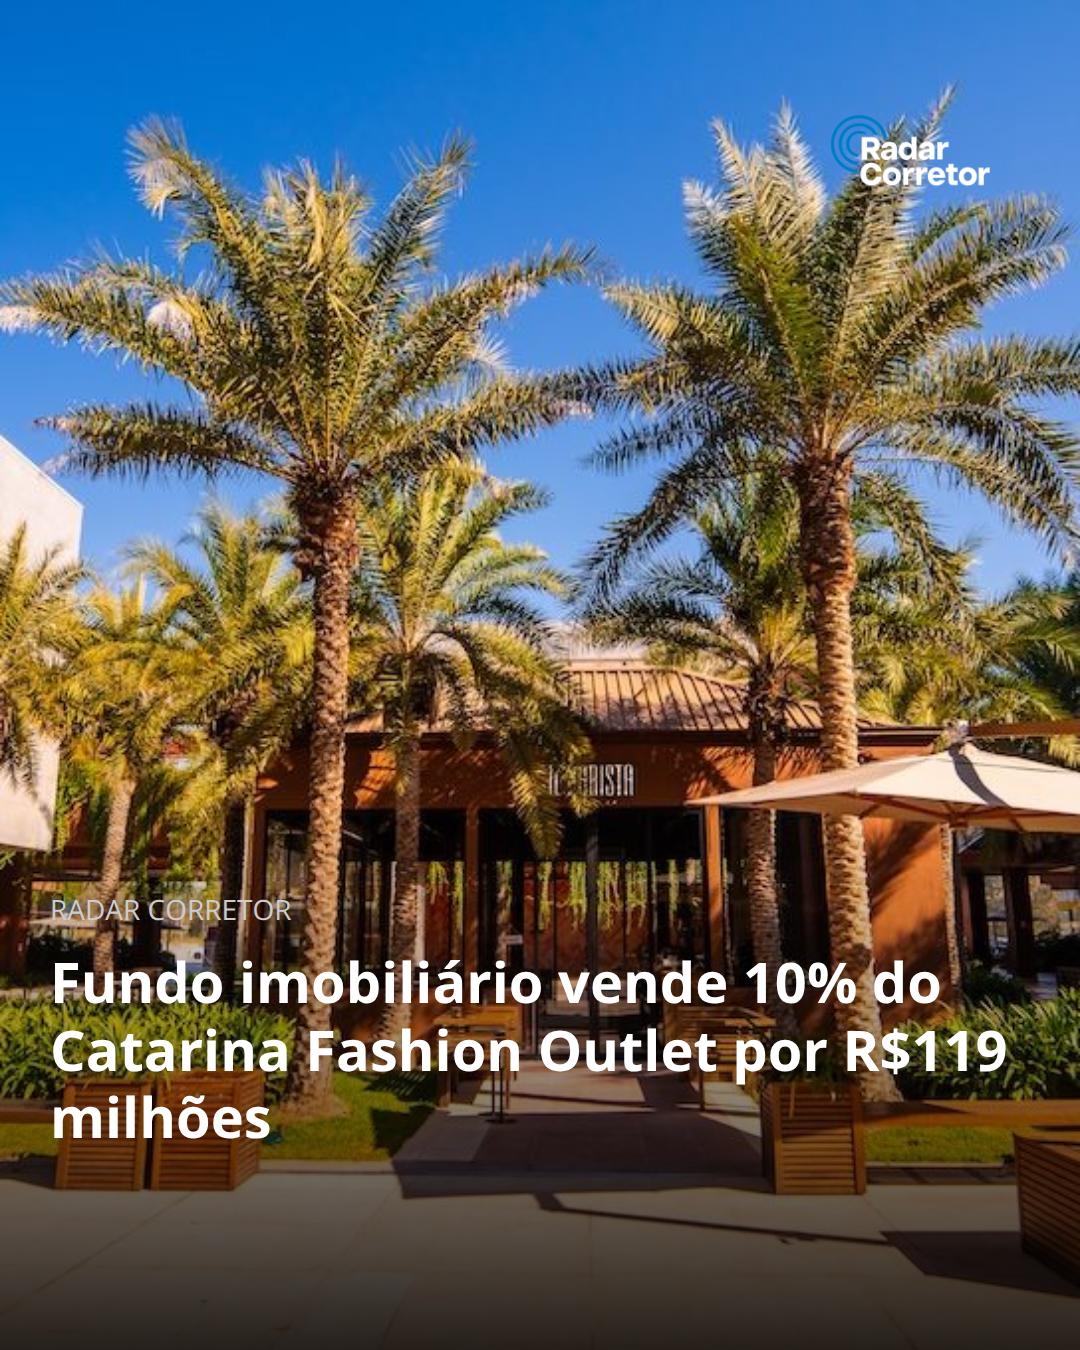 Radar
Corretor
RADAR CORRETOR
Fundo imobiliário vende 10% do
Catarina Fashion Outlet por R$119
milhões